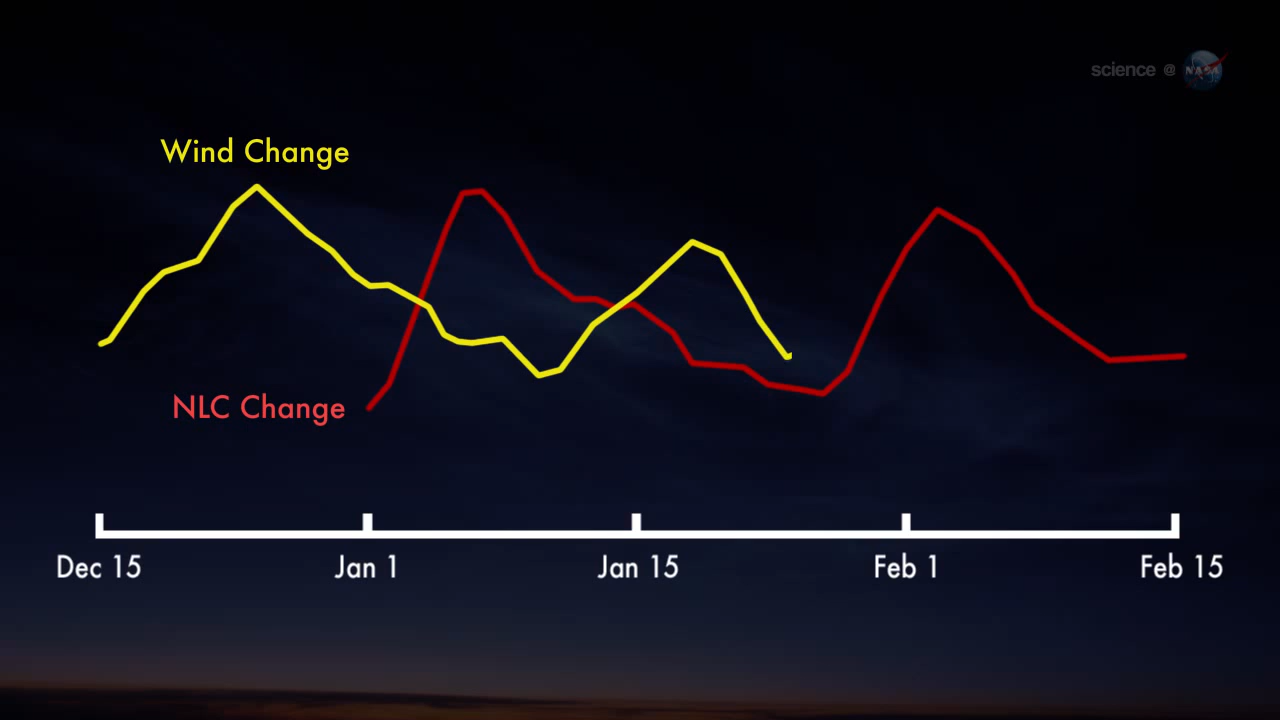 science @ NASA
Wind Change
NLC Change
Dec 15
Jan 1
Jan 15
Feb 1
Feb 15